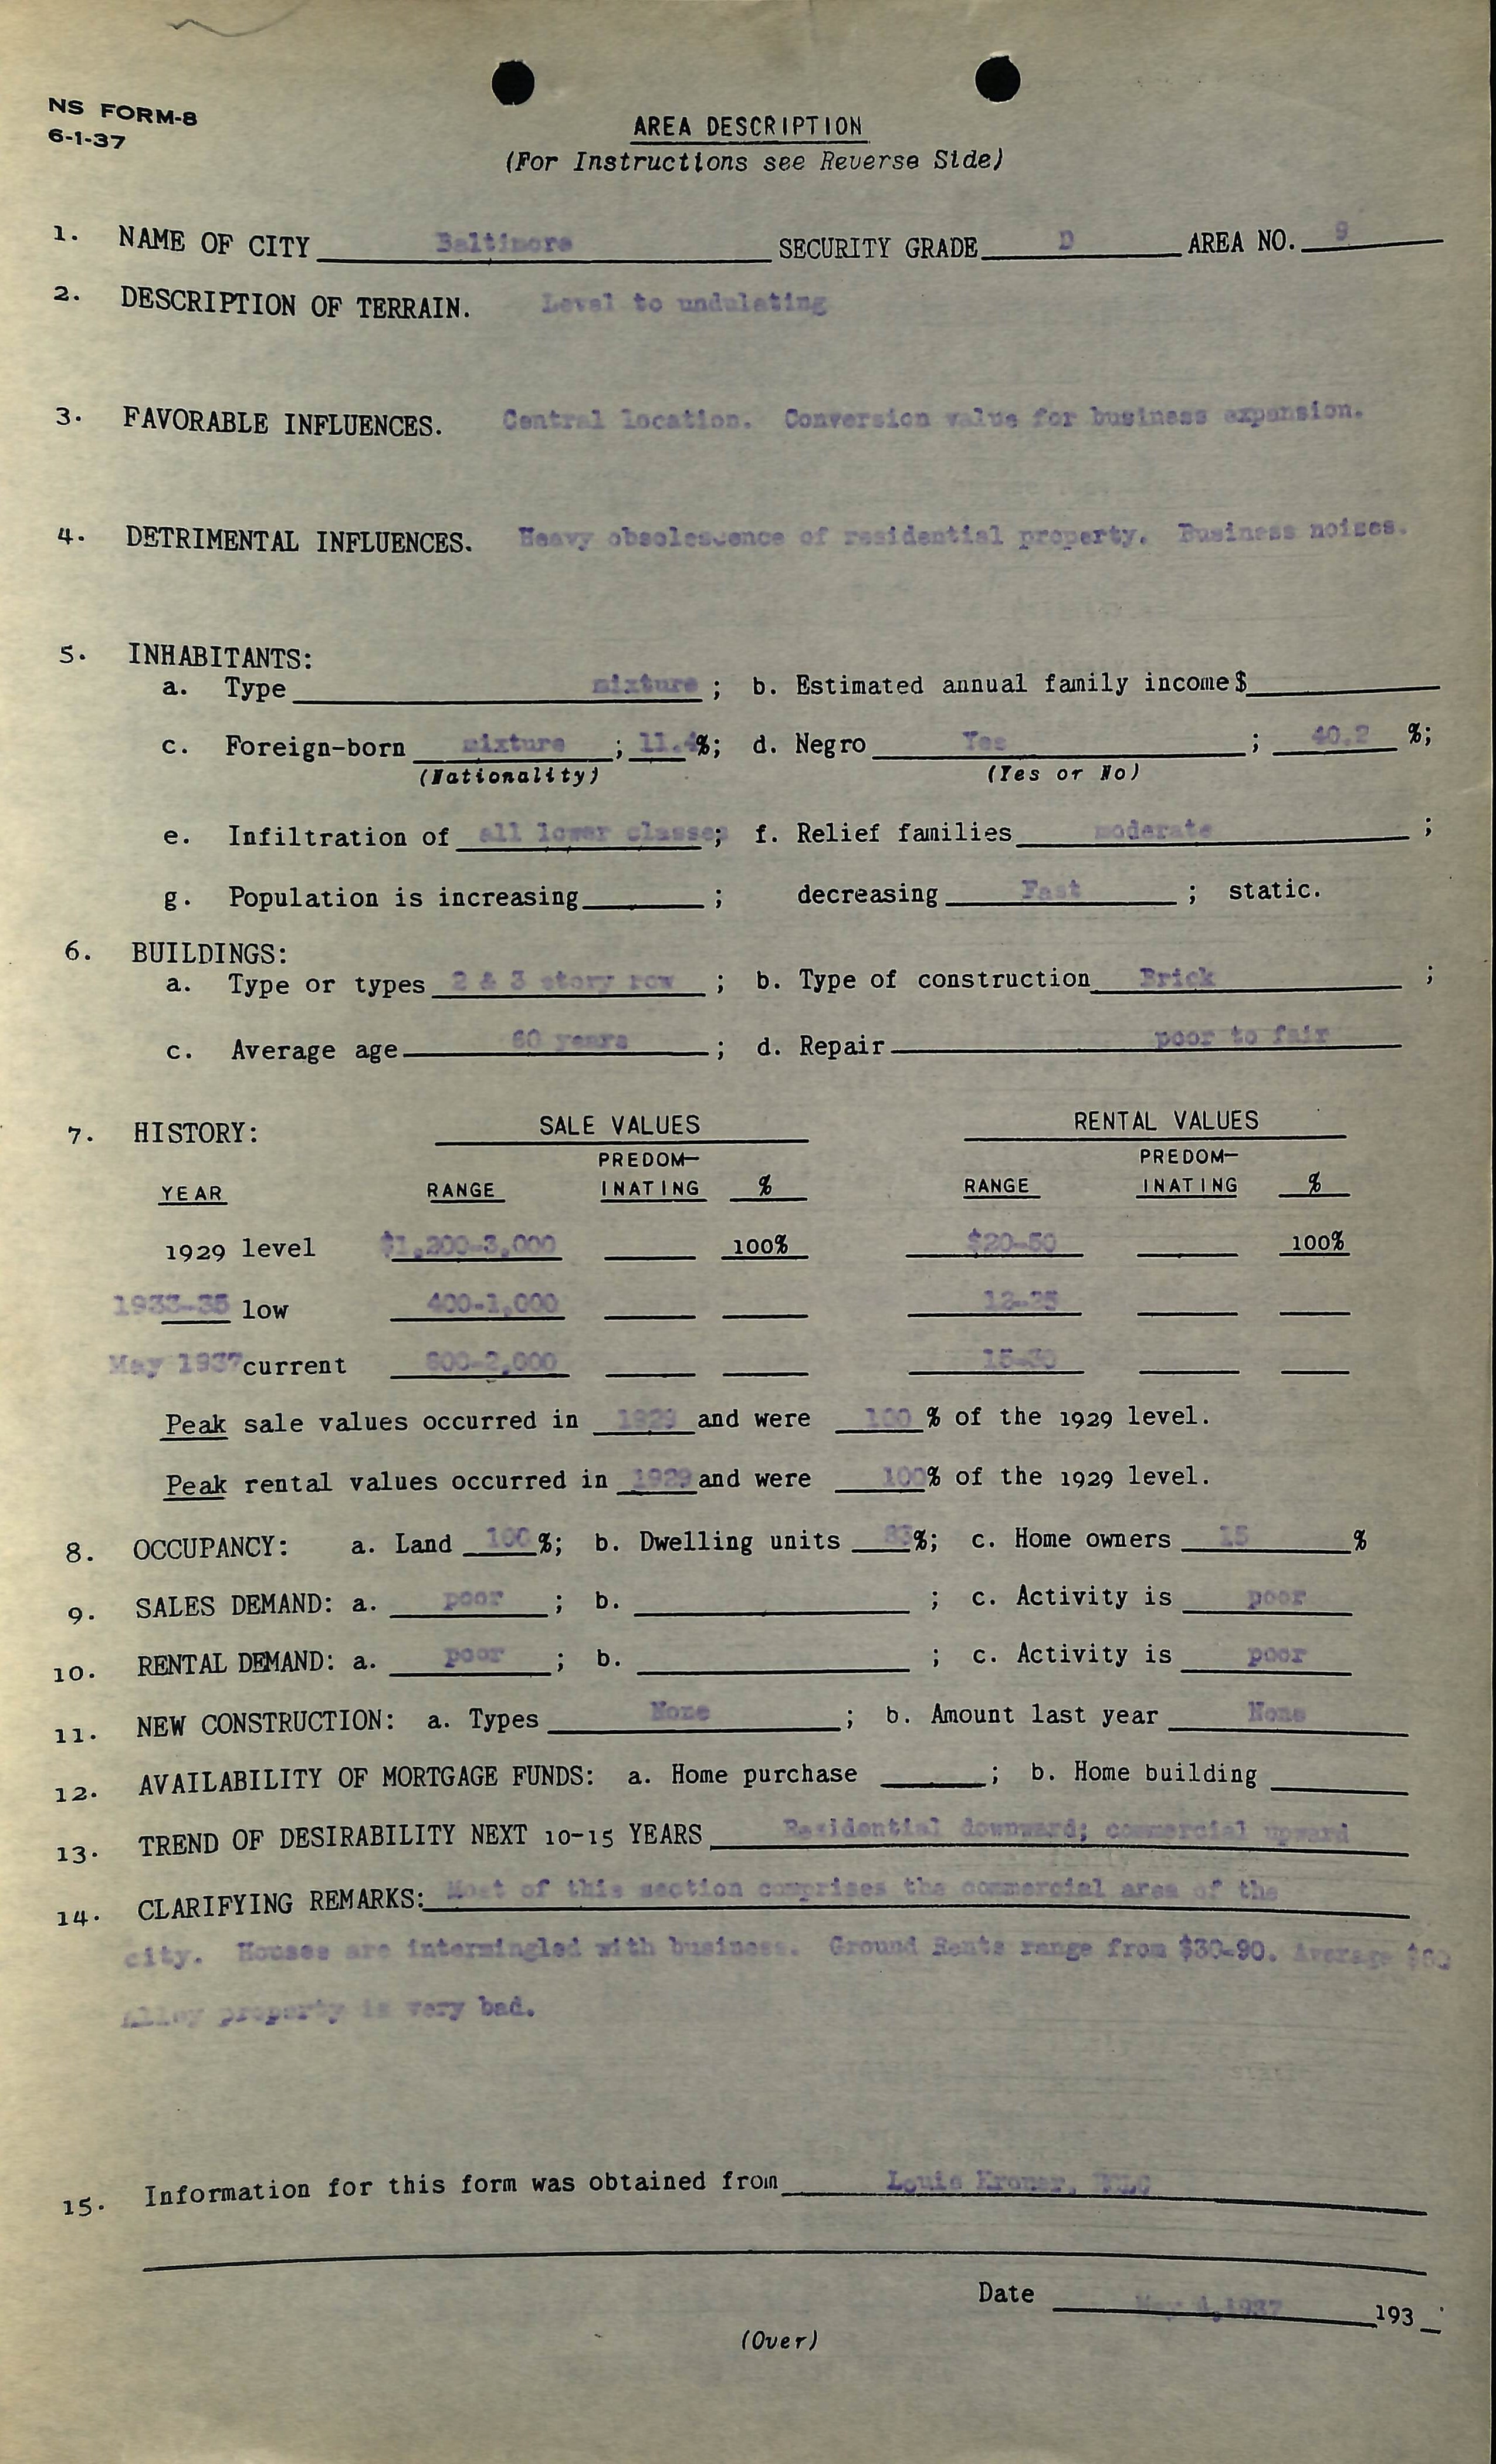 NS FORM-8
6-1-37
AREA DESCRIPTION
(For Instructions see Reverse Side)
1. NAME OF CITY Baltimore SECURITY GRADE D AREA NO. 9
2. DESCRIPTION OF TERRAIN. Level to undulating
3. FAVORABLE INFLUENCES. Central location. Conversion value for business expansion.
4. DETRIMENTAL INFLUENCES. Heavy obsolescence of residential property. Business noises.
5. INHABITANTS:
a. Type mixture ; b. Estimated annual family income $
c. Foreign-born mixture ; 11.4%; d. Negro Yes ; 40.2 %;
(Nationality) (Yes or No)
e. Infiltration of all lower classes; f. Relief families moderate ;
g. Population is increasing ; decreasing Fast ; static.
6. BUILDINGS:
a. Type or types 2 & 3 story row ; b. Type of construction Brick ;
c. Average age 60 years ; d. Repair poor to fair
7. HISTORY: SALE VALUES RENTAL VALUES
PREDOM- PREDOM-
YEAR RANGE INATING % RANGE INATING %
1929 level $1,200-3,000 100% $20-50 100%
1933-35 low 400-1,000 12-25
May 1937 current 800-2,000 15-30
Peak sale values occurred in 1929 and were 100 % of the 1929 level.
Peak rental values occurred in 1929 and were 100% of the 1929 level.
8. OCCUPANCY: a. Land 100%; b. Dwelling units %; c. Home owners 15 %
9. SALES DEMAND: a. poor ; b. ; c. Activity is poor
10. RENTAL DEMAND: a. poor ; b. ; c. Activity is poor
11. NEW CONSTRUCTION: a. Types None ; b. Amount last year None
12. AVAILABILITY OF MORTGAGE FUNDS: a. Home purchase ; b. Home building
13. TREND OF DESIRABILITY NEXT 10-15 YEARS Residential downward; commercial upward
14. CLARIFYING REMARKS: Most of this section comprises the commercial area of the
city. Houses are intermingled with business. Ground Rents range from $30-90. Average $60
Alley property is very bad.
15. Information for this form was obtained from Louis Kroner,
Date May 4, 1937 193
(Over)